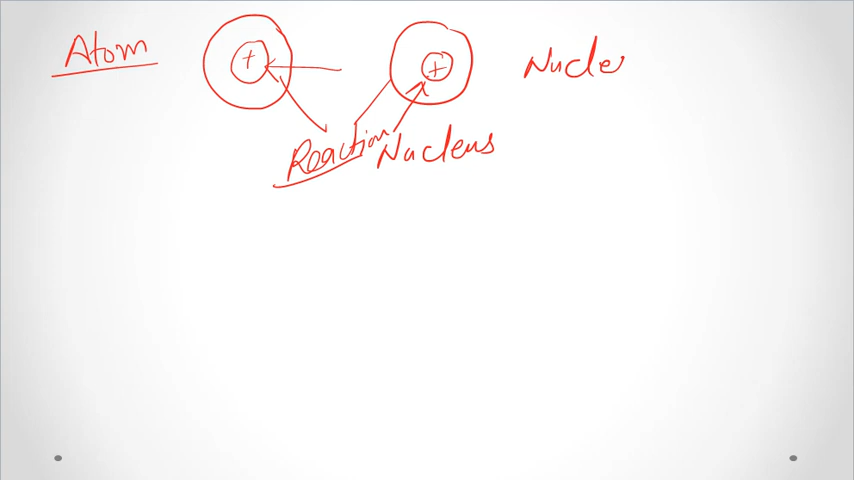 Atom
+
+
Nucle
Reaction
Nucleus